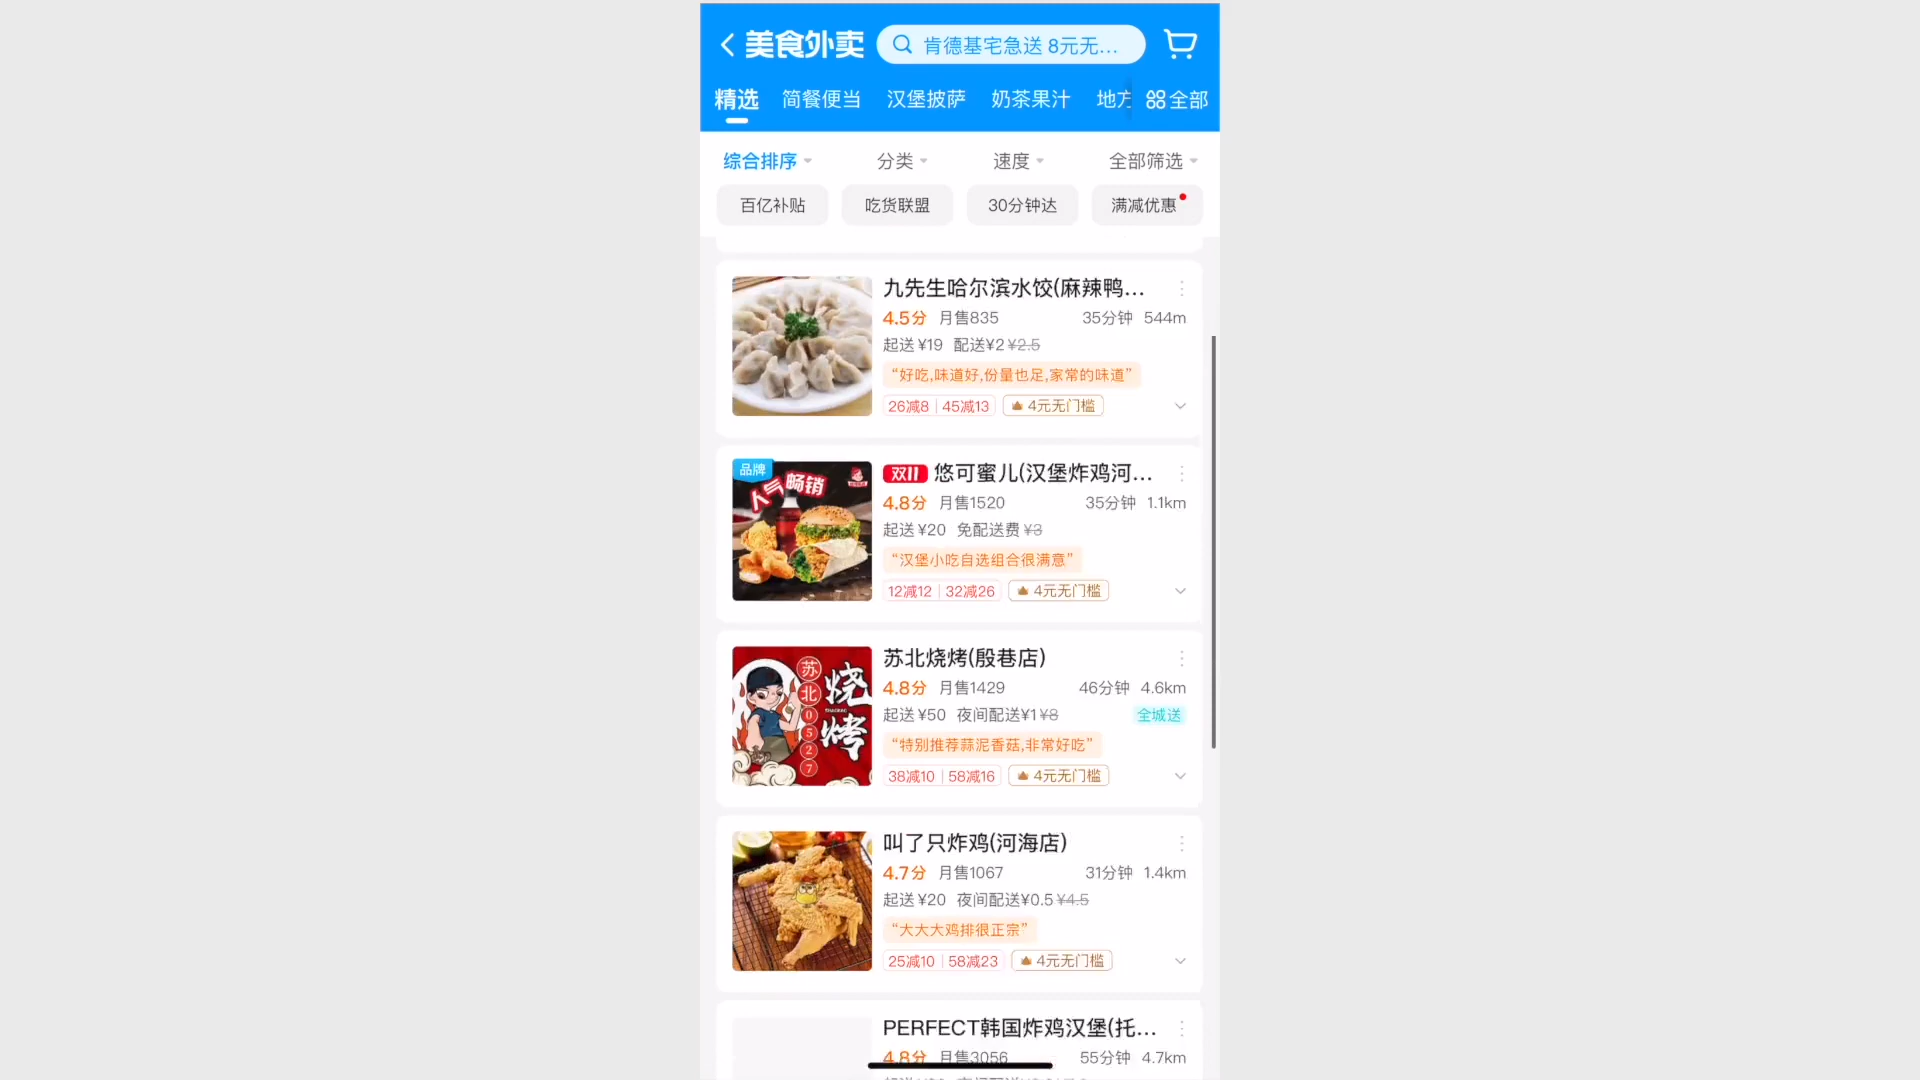 美食外卖
肯德基宅急送 8元无...
精选 简餐便当 汉堡披萨 奶茶果汁 地方 全部
综合排序 分类 速度 全部筛选
百亿补贴 吃货联盟 30分钟达 满减优惠
九先生哈尔滨水饺(麻辣鸭...
4.5分 月售835 35分钟 544m
起送 ¥19 配送¥2 ¥2.5
“好吃,味道好,份量也足,家常的味道”
26减8 45减13 4元无门槛
品牌
人气畅销
双11 悠可蜜儿(汉堡炸鸡河...
4.8分 月售1520 35分钟 1.1km
起送 ¥20 免配送费 ¥3
“汉堡小吃自选组合很满意”
12减12 32减26 4元无门槛
苏北0527
烧烤
苏北烧烤(殷巷店)
4.8分 月售1429 46分钟 4.6km
起送 ¥50 夜间配送¥1 ¥8 全城送
“特别推荐蒜泥香菇,非常好吃”
38减10 58减16 4元无门槛
叫了只炸鸡(河海店)
4.7分 月售1067 31分钟 1.4km
起送 ¥20 夜间配送¥0.5 ¥4.5
“大大大鸡排很正宗”
25减10 58减23 4元无门槛
PERFECT韩国炸鸡汉堡(托...
4.8分 月售3056 55分钟 4.7km